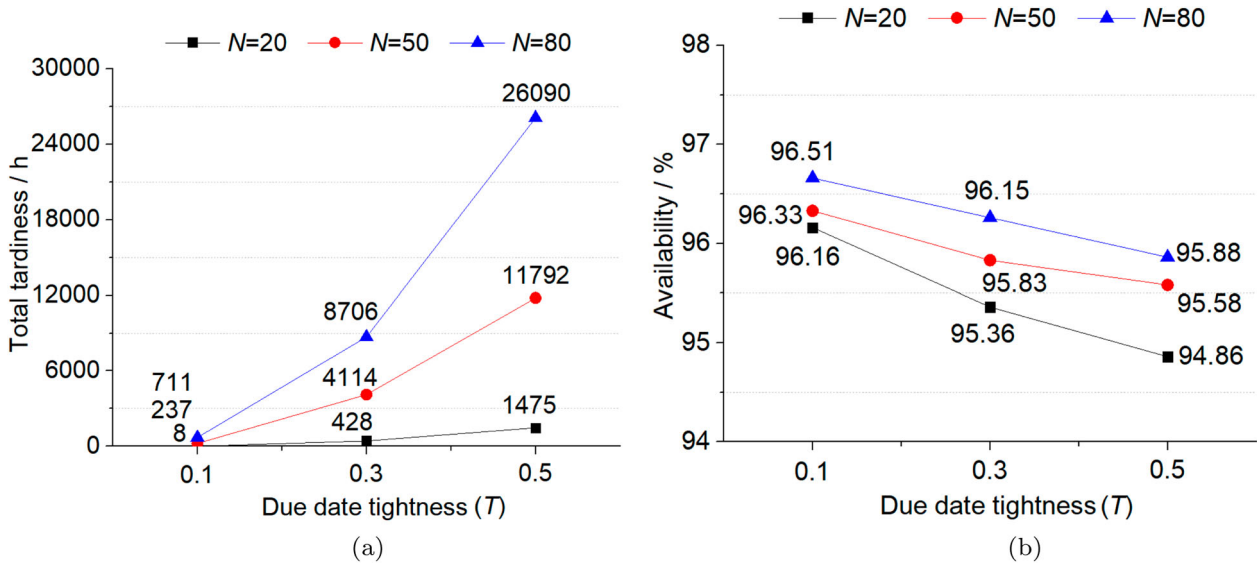 N=20 N=50 N=80
30000
24000
18000
12000
6000
0
Total tardiness / h
26090
11792
8706
4114
428
1475
711
237
8
0.1 0.3 0.5
Due date tightness (T)
(a)
N=20 N=50 N=80
98
97
96
95
94
Availability / %
96.51
96.15
95.88
96.33
95.83
95.58
96.16
95.36
94.86
0.1 0.3 0.5
Due date tightness (T)
(b)